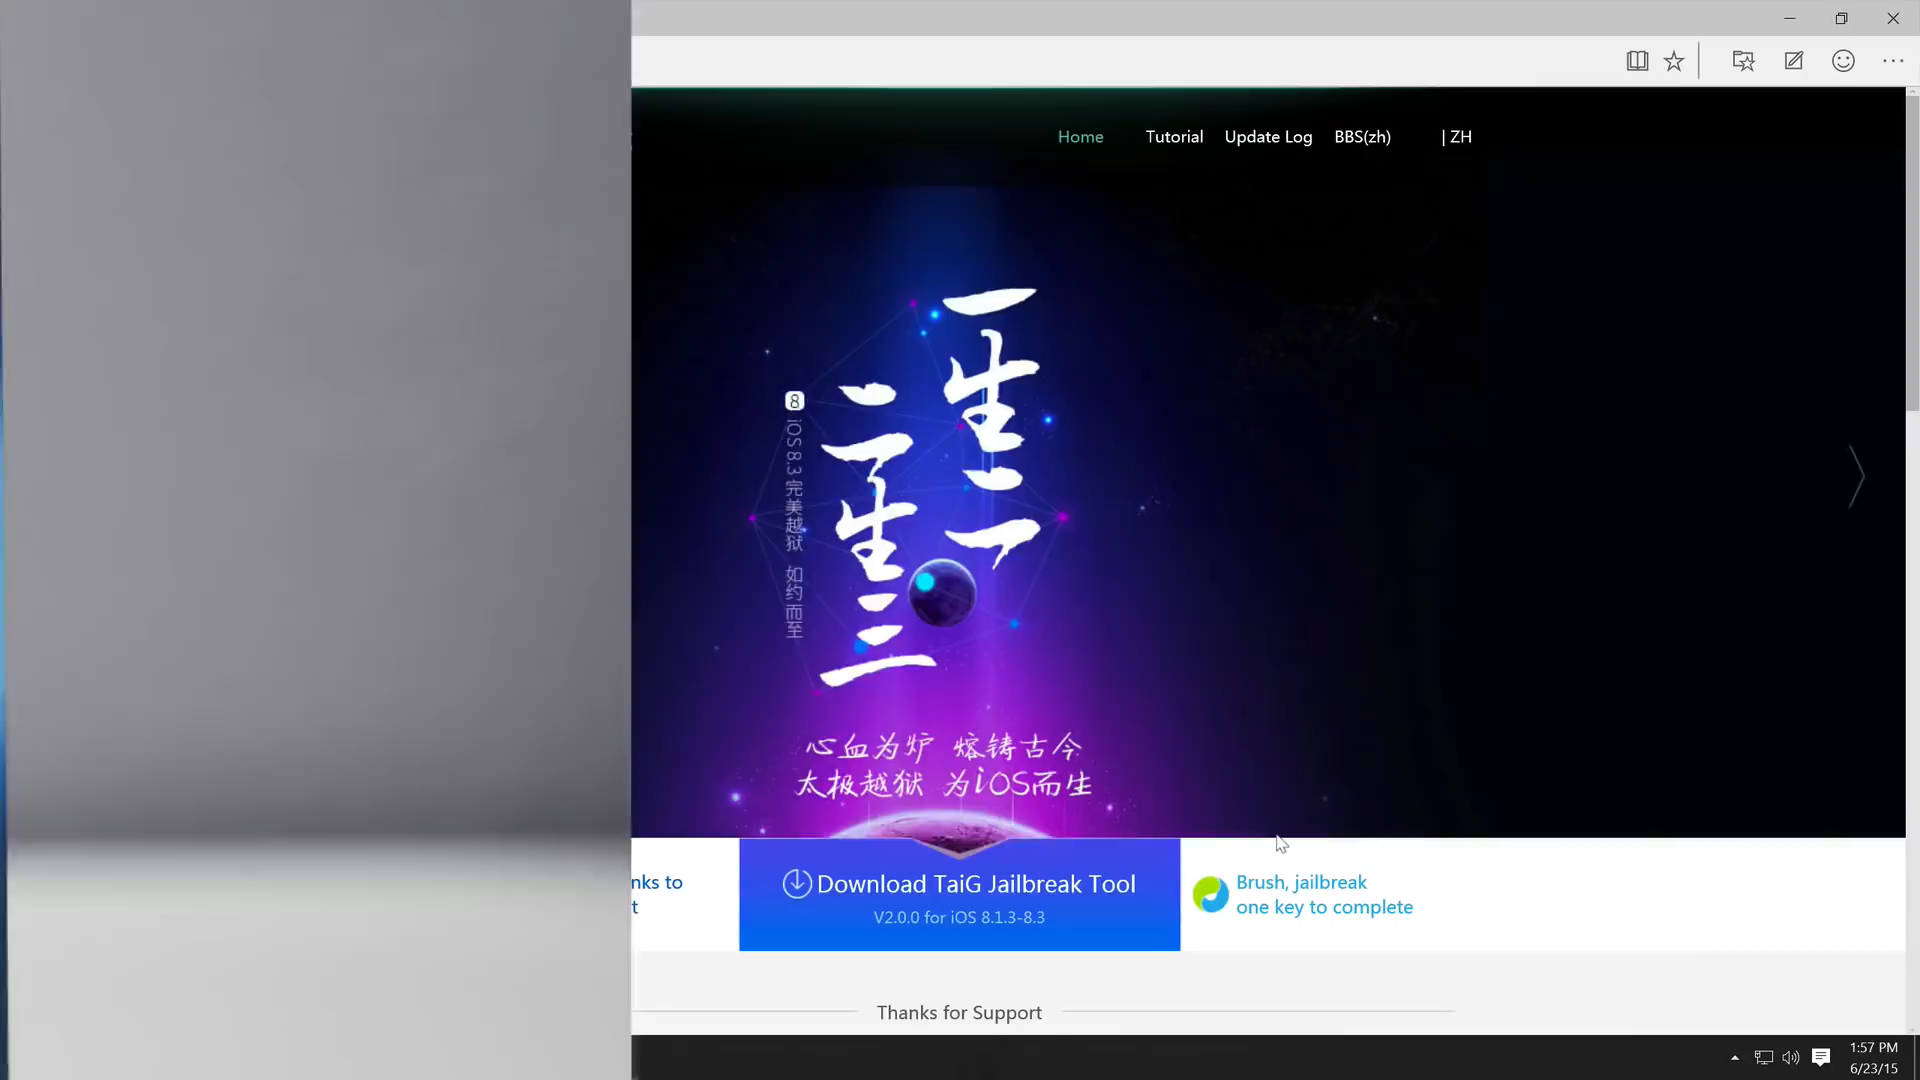 Home Tutorial Update Log BBS(zh) | ZH
一生二
二生三
8 iOS8.3 完美越狱 如约而至
心血为炉 熔铸古今
太极越狱 为iOS而生
nks to
t
Download TaiG Jailbreak Tool
V2.0.0 for iOS 8.1.3-8.3
Brush, jailbreak
one key to complete
Thanks for Support
1:57 PM
6/23/15